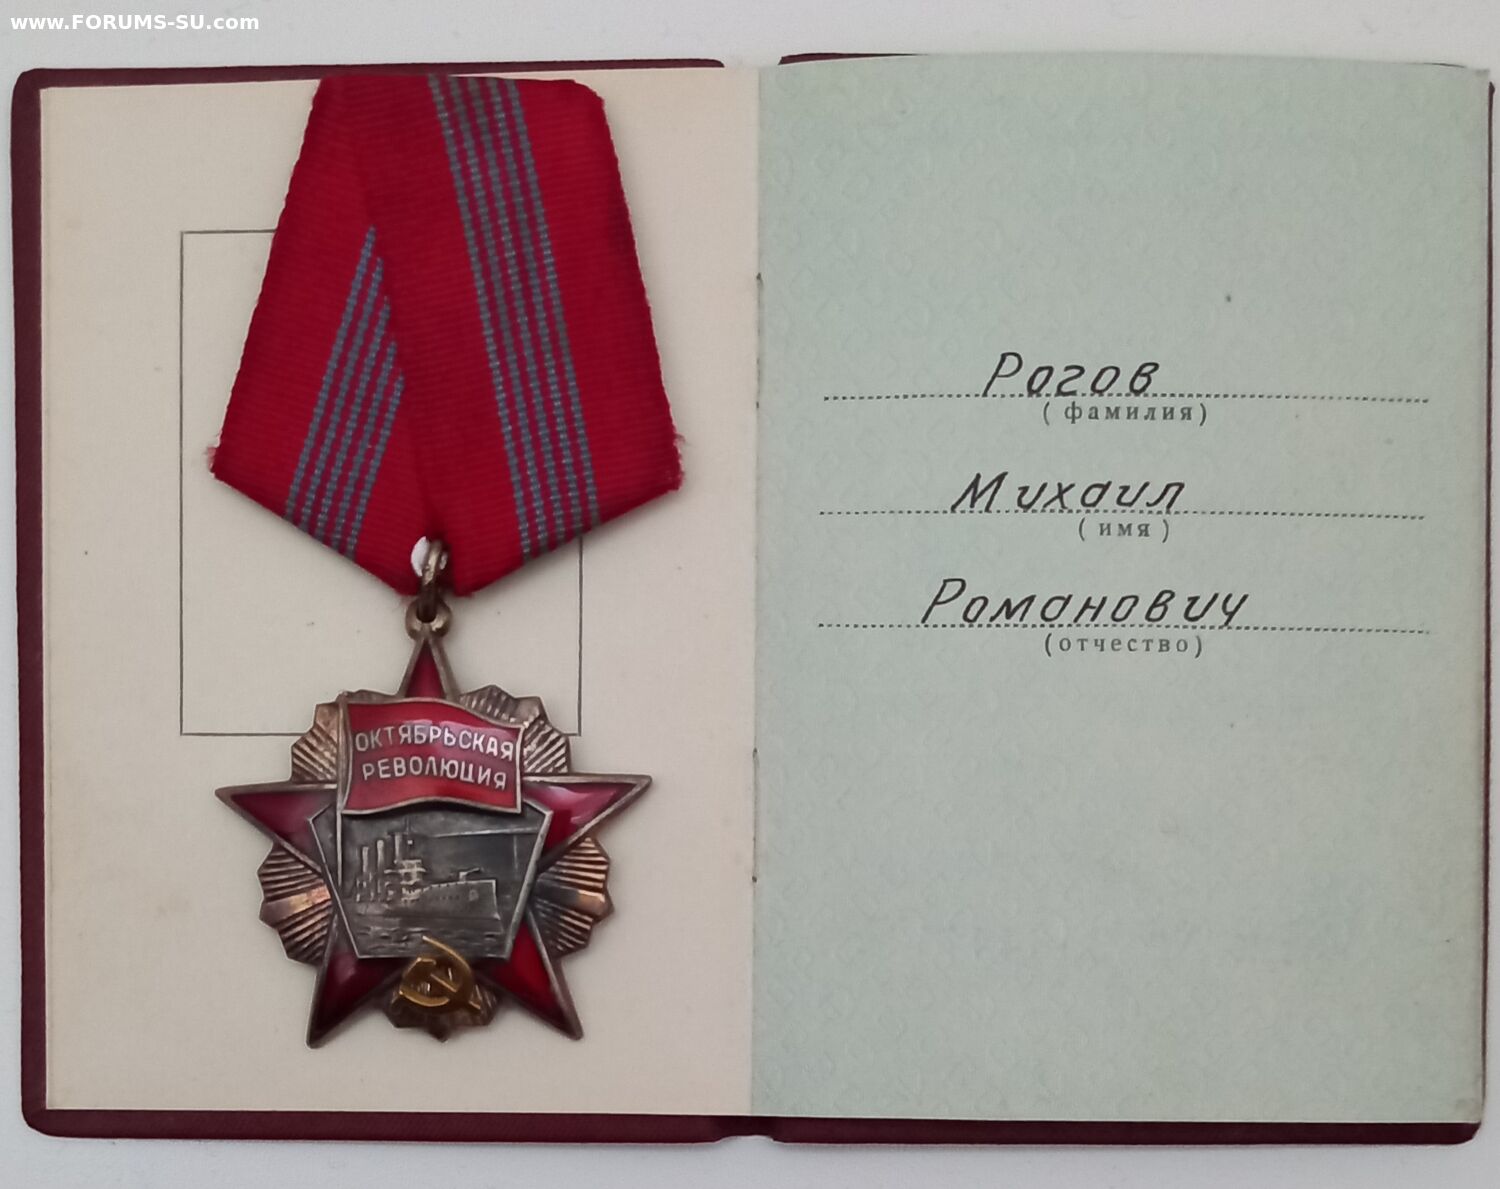 www.FORUMS-SU.com
ОКТЯБРЬСКАЯ
РЕВОЛЮЦИЯ
Рогов
( фамилия)
Михаил
( имя )
Романович
(отчество)